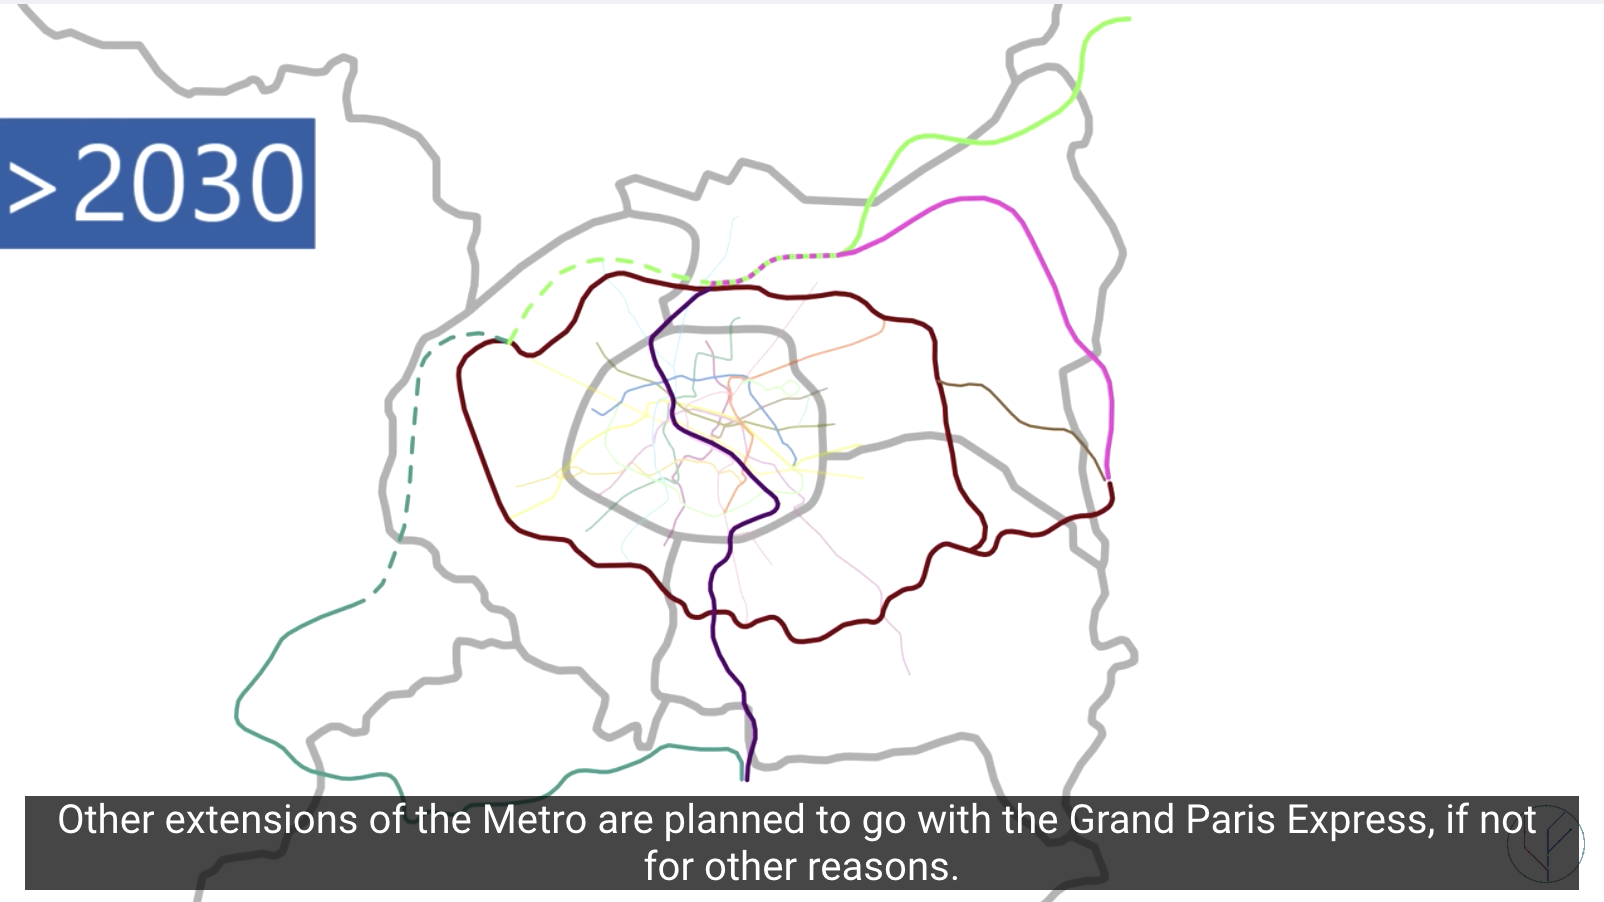 >2030
Other extensions of the Metro are planned to go with the Grand Paris Express, if not
for other reasons.